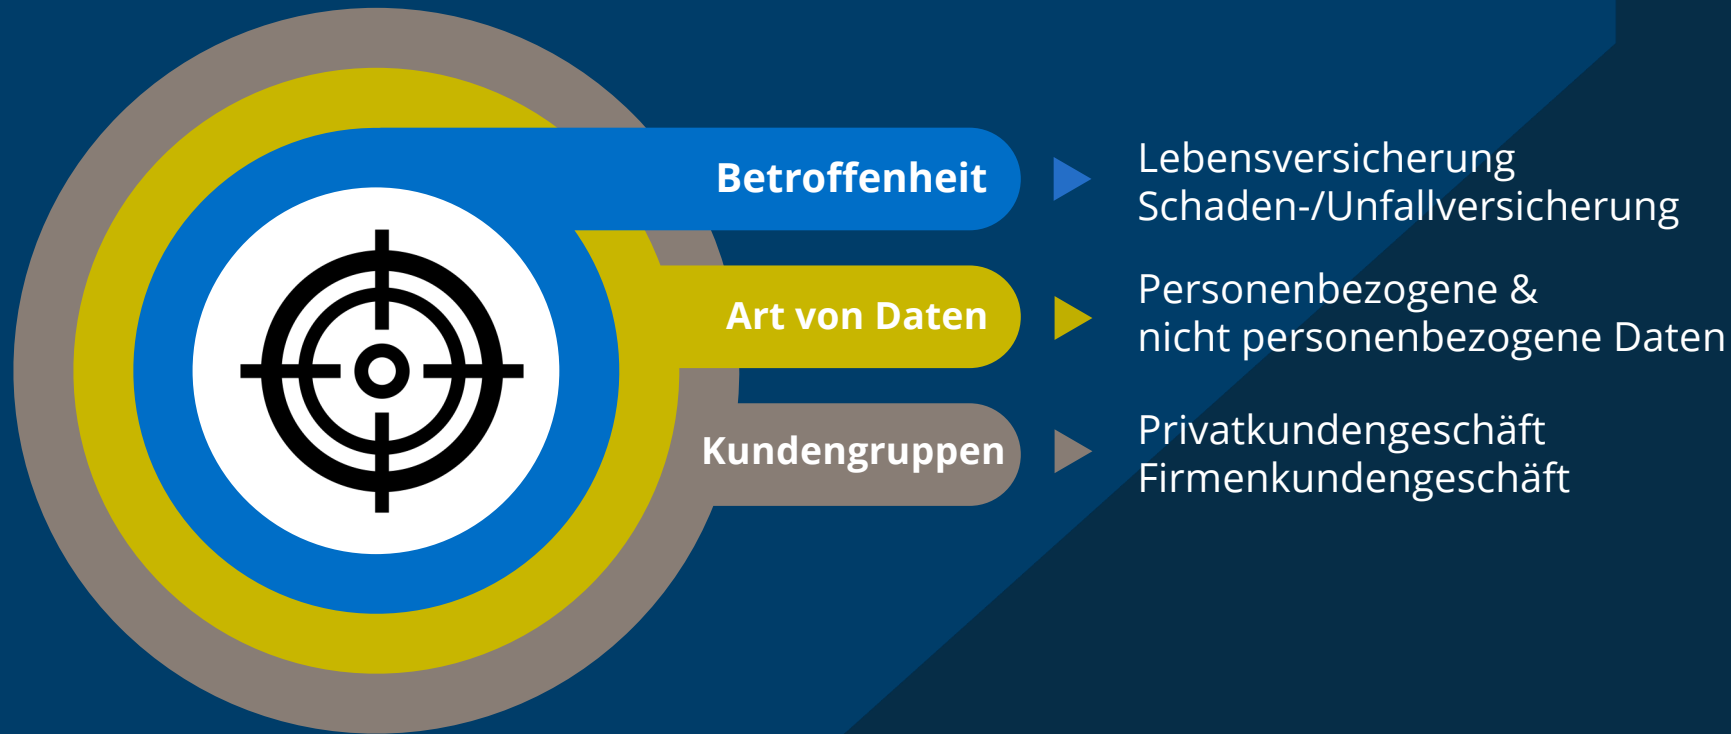 Betroffenheit
Lebensversicherung
Schaden-/Unfallversicherung
Art von Daten
Personenbezogene &
nicht personenbezogene Daten
Kundengruppen
Privatkundengeschäft
Firmenkundengeschäft